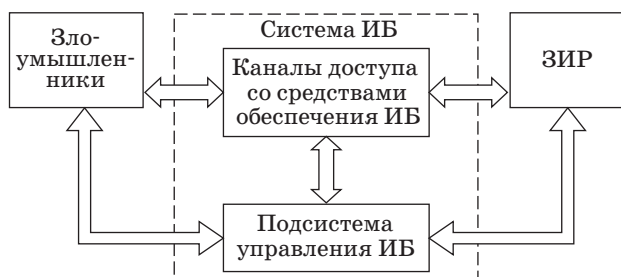 Зло-
умышлен-
ники
Система ИБ
Каналы доступа
со средствами
обеспечения ИБ
ЗИР
Подсистема
управления ИБ